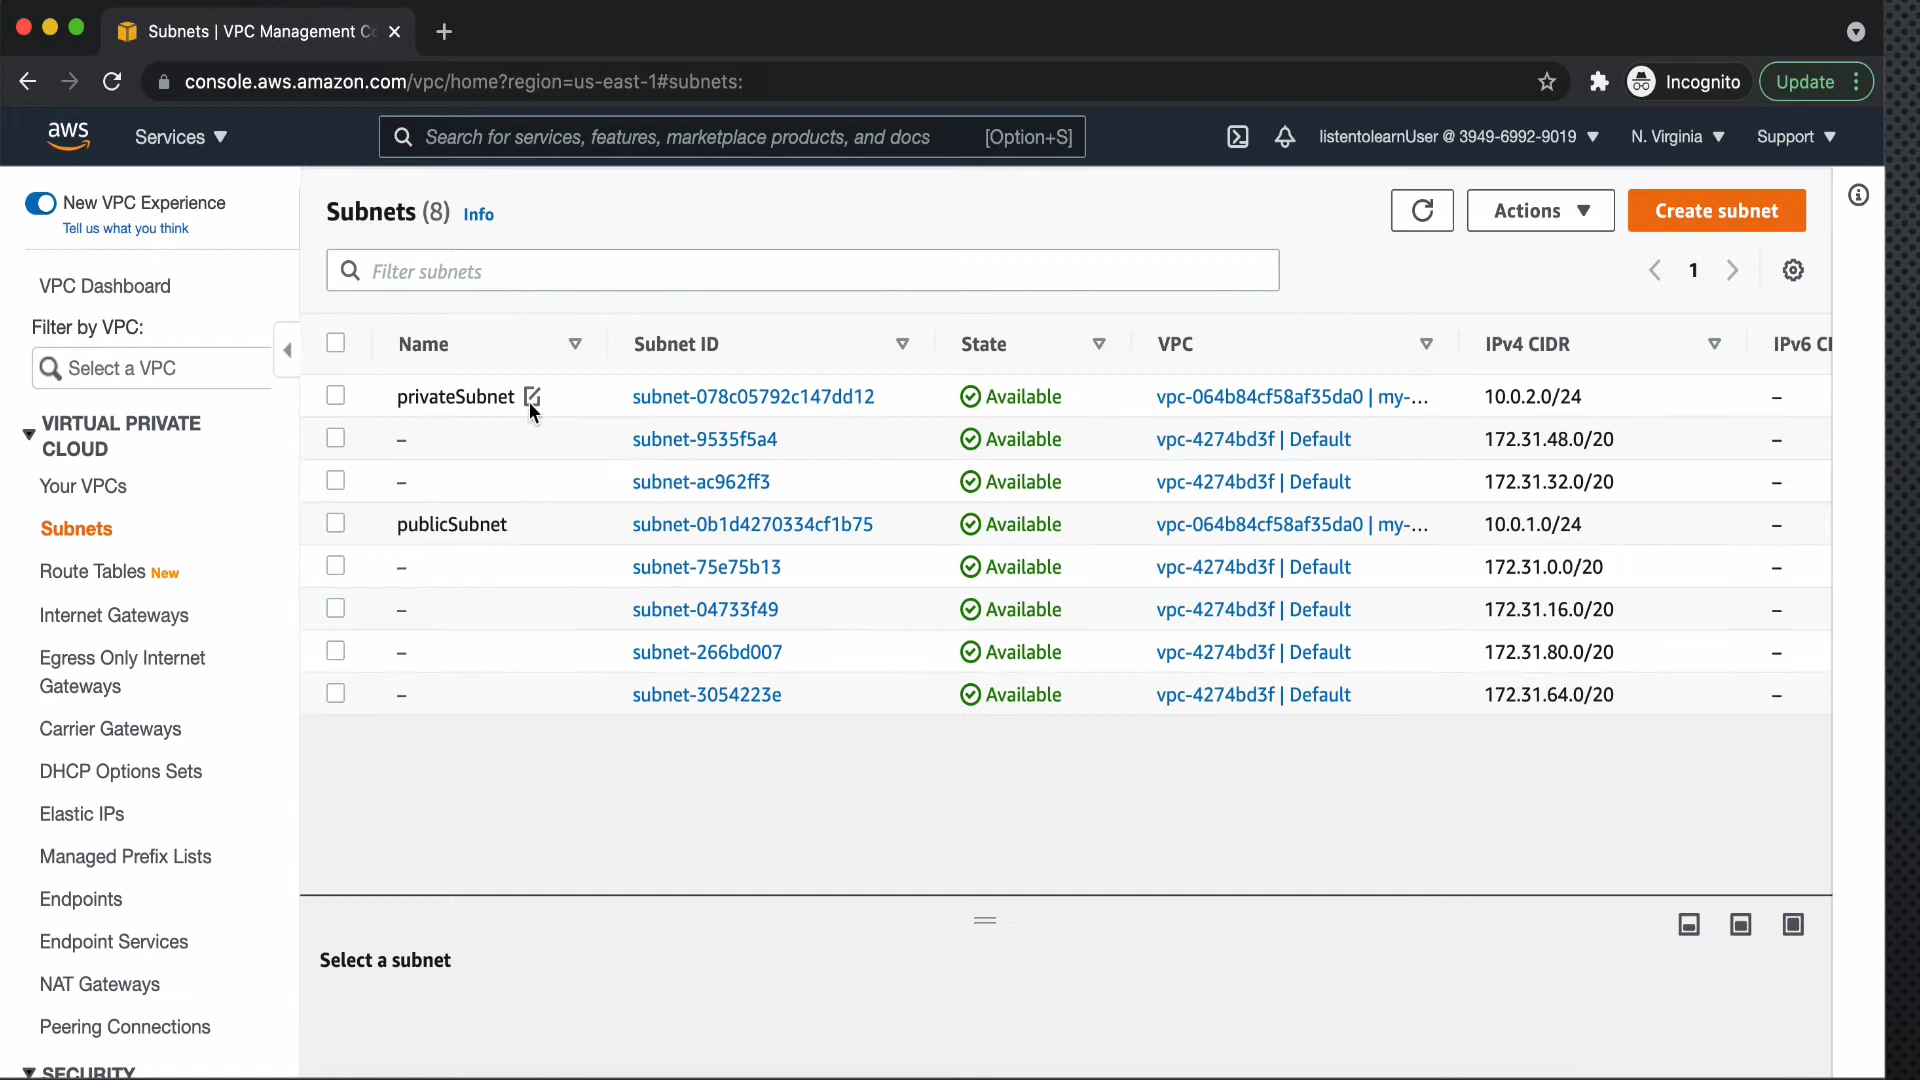 Subnets | VPC Management C
console.aws.amazon.com/vpc/home?region=us-east-1#subnets:
Incognito
Update
aws
Services
Search for services, features, marketplace products, and docs [Option+S]
listentolearnUser @ 3949-6992-9019
N. Virginia
Support
New VPC Experience
Tell us what you think
VPC Dashboard
Filter by VPC:
Select a VPC
VIRTUAL PRIVATE
CLOUD
Your VPCs
Subnets
Route Tables New
Internet Gateways
Egress Only Internet
Gateways
Carrier Gateways
DHCP Options Sets
Elastic IPs
Managed Prefix Lists
Endpoints
Endpoint Services
NAT Gateways
Peering Connections
SECURITY
Subnets (8) Info
Actions
Create subnet
Filter subnets
1
Name Subnet ID State VPC IPv4 CIDR IPv6 CI
privateSubnet subnet-078c05792c147dd12 Available vpc-064b84cf58af35da0 | my-... 10.0.2.0/24 –
– subnet-9535f5a4 Available vpc-4274bd3f | Default 172.31.48.0/20 –
– subnet-ac962ff3 Available vpc-4274bd3f | Default 172.31.32.0/20 –
publicSubnet subnet-0b1d4270334cf1b75 Available vpc-064b84cf58af35da0 | my-... 10.0.1.0/24 –
– subnet-75e75b13 Available vpc-4274bd3f | Default 172.31.0.0/20 –
– subnet-04733f49 Available vpc-4274bd3f | Default 172.31.16.0/20 –
– subnet-266bd007 Available vpc-4274bd3f | Default 172.31.80.0/20 –
– subnet-3054223e Available vpc-4274bd3f | Default 172.31.64.0/20 –
Select a subnet